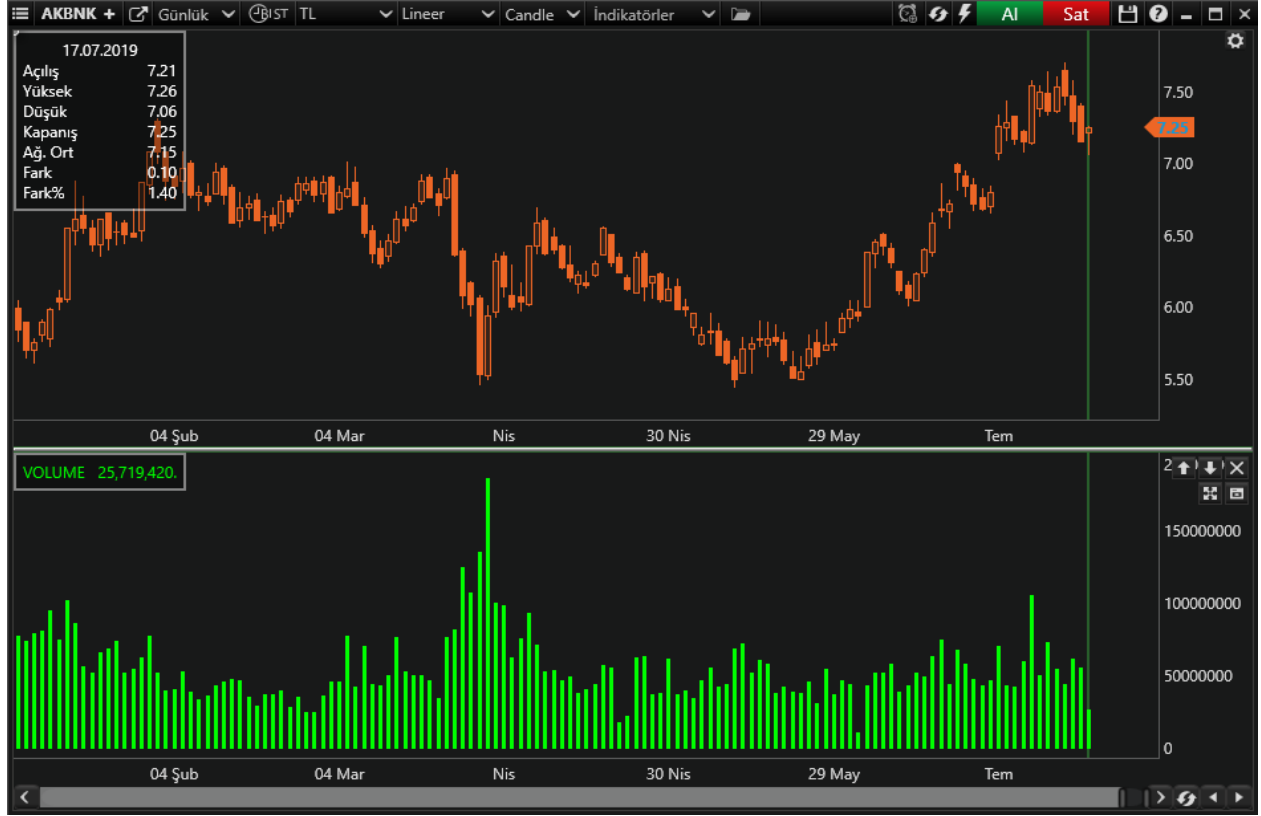 AKBNK + Günlük BIST TL Lineer Candle İndikatörler Al Sat
17.07.2019
Açılış 7.21
Yüksek 7.26
Düşük 7.06
Kapanış 7.25
Ağ. Ort 7.15
Fark 0.10
Fark% 1.40
7.50
7.25
7.00
6.50
6.00
5.50
04 Şub 04 Mar Nis 30 Nis 29 May Tem
VOLUME 25,719,420.
150000000
100000000
50000000
0
04 Şub 04 Mar Nis 30 Nis 29 May Tem